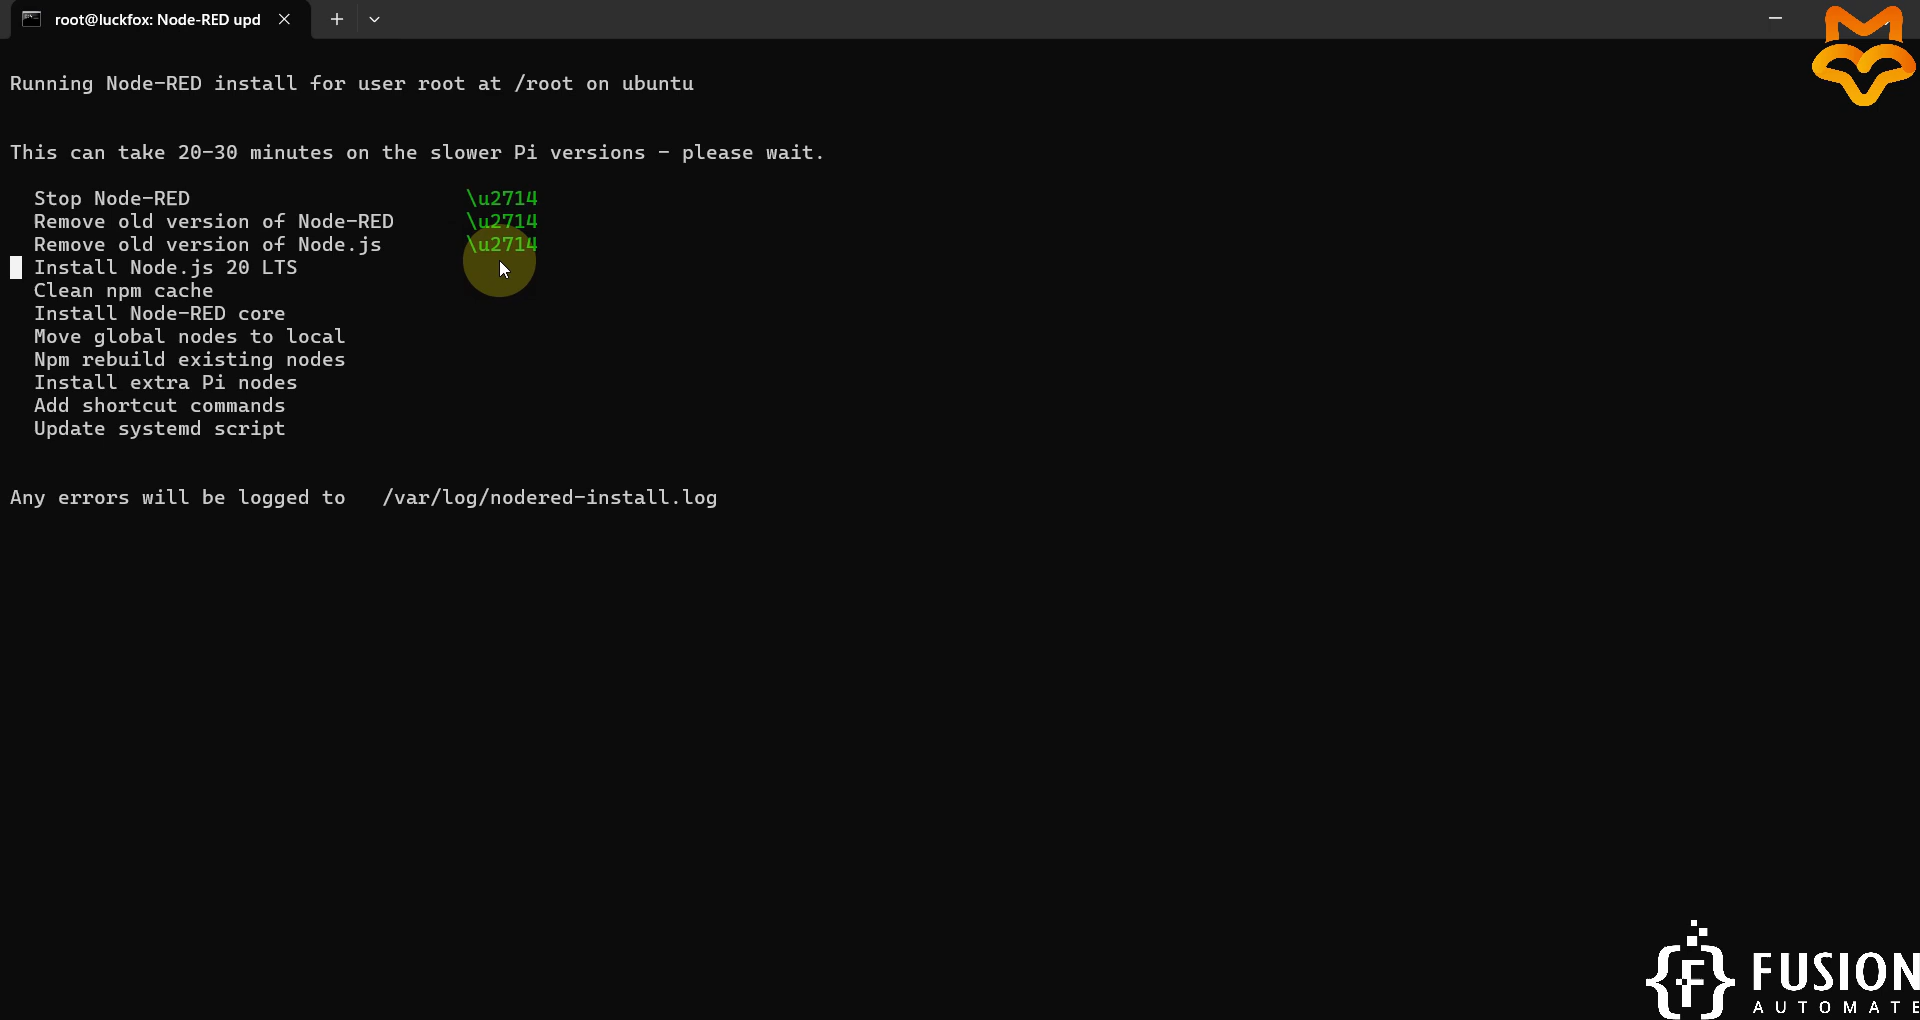 root@luckfox: Node-RED upd
Running Node-RED install for user root at /root on ubuntu
This can take 20-30 minutes on the slower Pi versions - please wait.
Stop Node-RED \u2714
Remove old version of Node-RED \u2714
Remove old version of Node.js \u2714
Install Node.js 20 LTS
Clean npm cache
Install Node-RED core
Move global nodes to local
Npm rebuild existing nodes
Install extra Pi nodes
Add shortcut commands
Update systemd script
Any errors will be logged to /var/log/nodered-install.log
FUSION
AUTOMATE